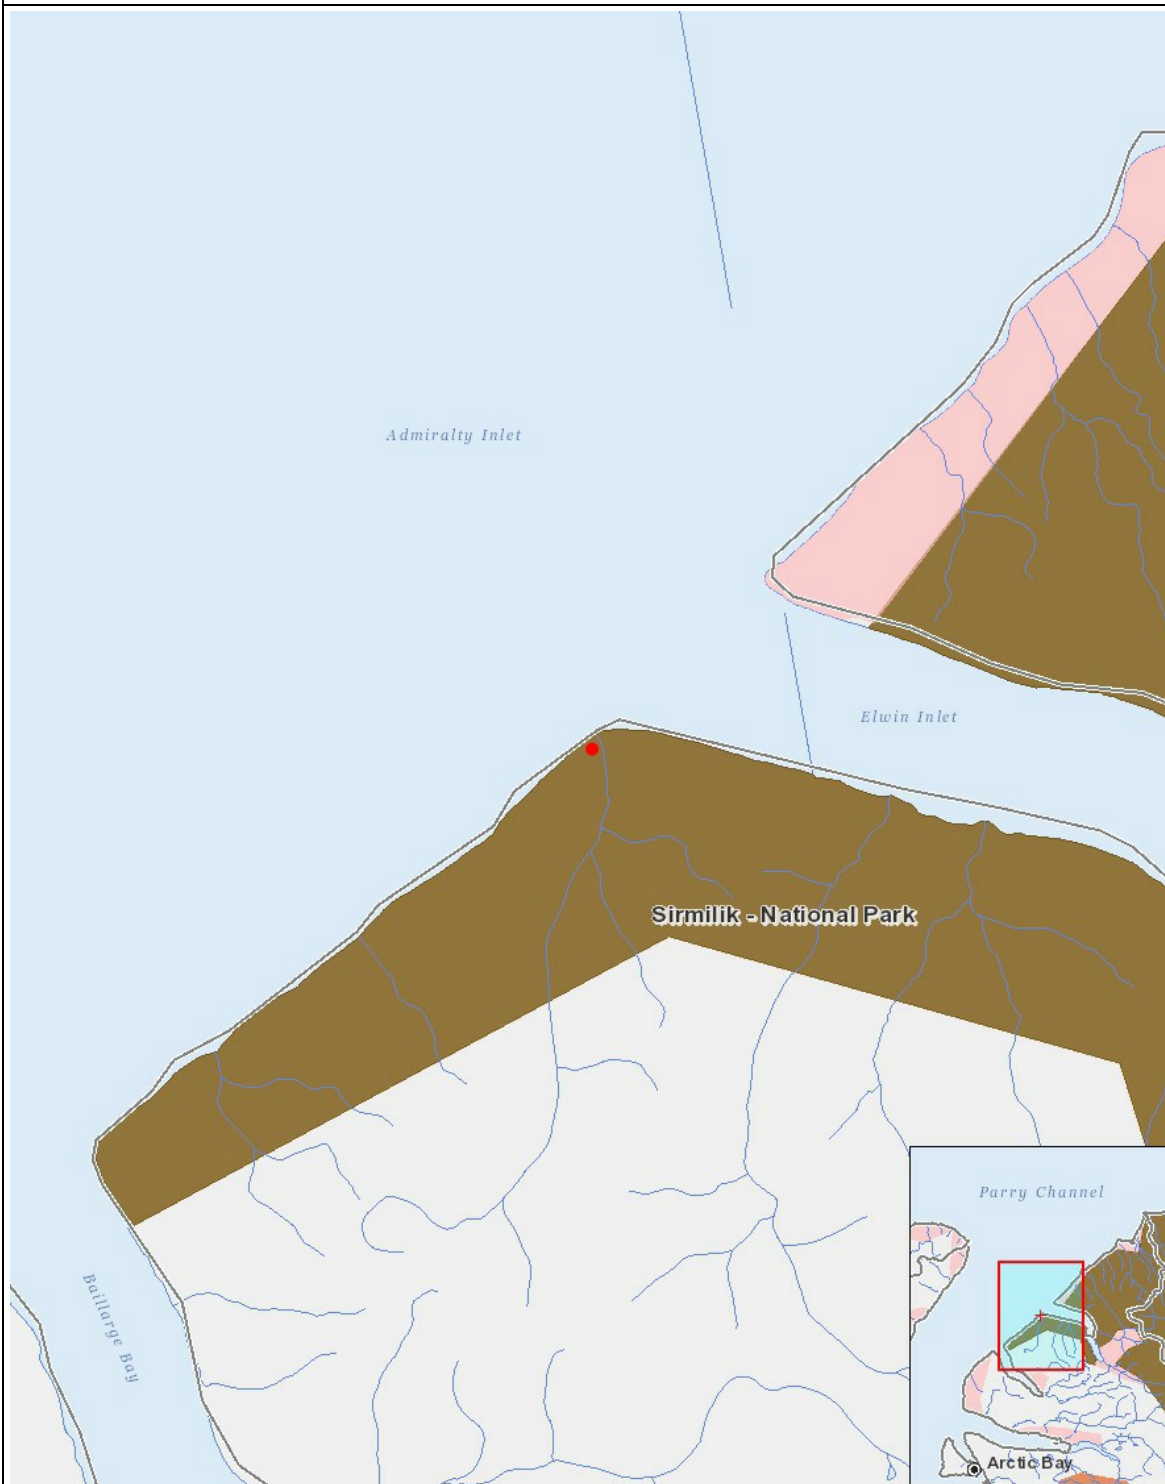 Admiralty Inlet
Elwin Inlet
Sirmilik - National Park
Baillarge Bay
Parry Channel
Arctic Bay